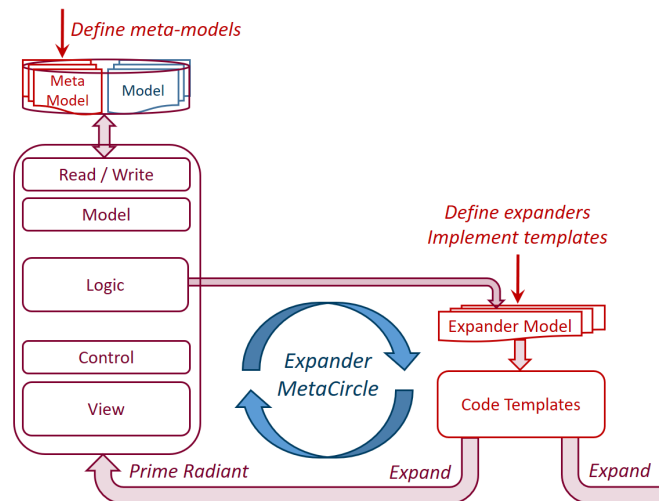 Define meta-models
Meta
Model
Model
Read / Write
Model
Logic
Control
View
Define expanders
Implement templates
Expander Model
Code Templates
Expander
MetaCircle
Prime Radiant
Expand
Expand